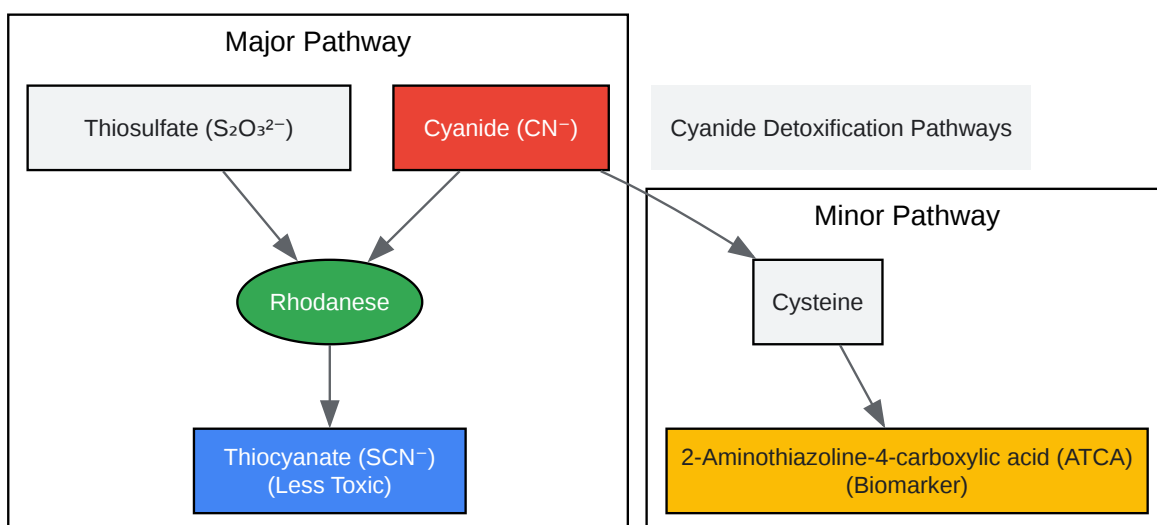 Major Pathway
Thiosulfate (S₂O₃²⁻)
Cyanide (CN⁻)
Cyanide Detoxification Pathways
Minor Pathway
Rhodanese
Cysteine
Thiocyanate (SCN⁻)
(Less Toxic)
2-Aminothiazoline-4-carboxylic acid (ATCA)
(Biomarker)